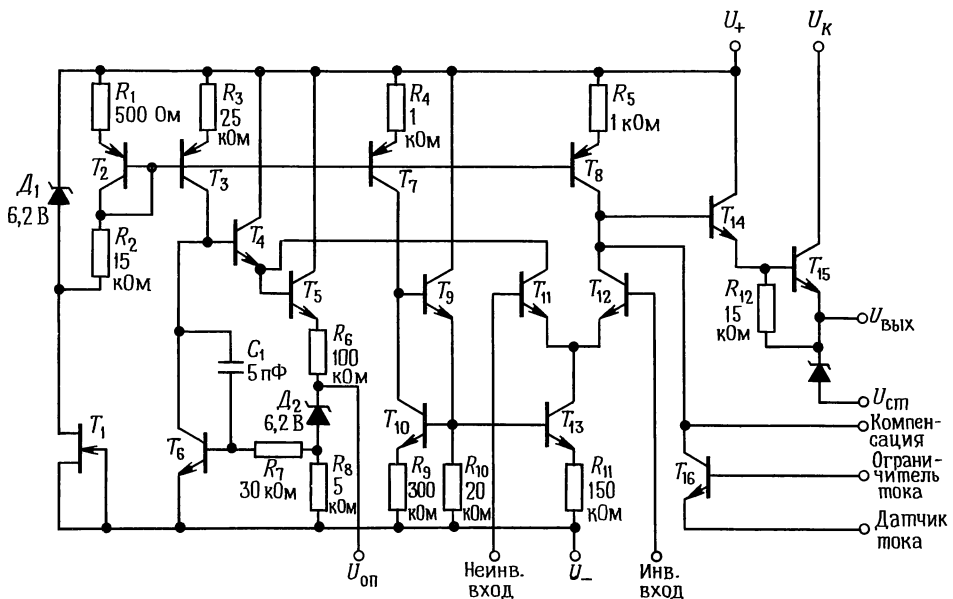 U₊
Uк
R₁
500 Ом
R₃
25
кОм
R₄
1
кОм
R₅
1 кОм
Д₁
6,2 В
T₂
T₃
T₇
T₈
R₂
15
кОм
T₄
T₁₄
T₅
T₉
T₁₁
T₁₂
T₁₅
R₁₂
15
кОм
Uвых
C₁
5 пФ
R₆
100
кОм
Д₂
6,2 В
Uст
T₁
T₆
T₁₀
T₁₃
Компен-
сация
R₇
30 кОм
R₈
5
кОм
R₉
300
кОм
R₁₀
20
кОм
R₁₁
150
кОм
T₁₆
Ограни-
читель
тока
Датчик
тока
Uоп
Неинв.
вход
U₋
Инв.
вход